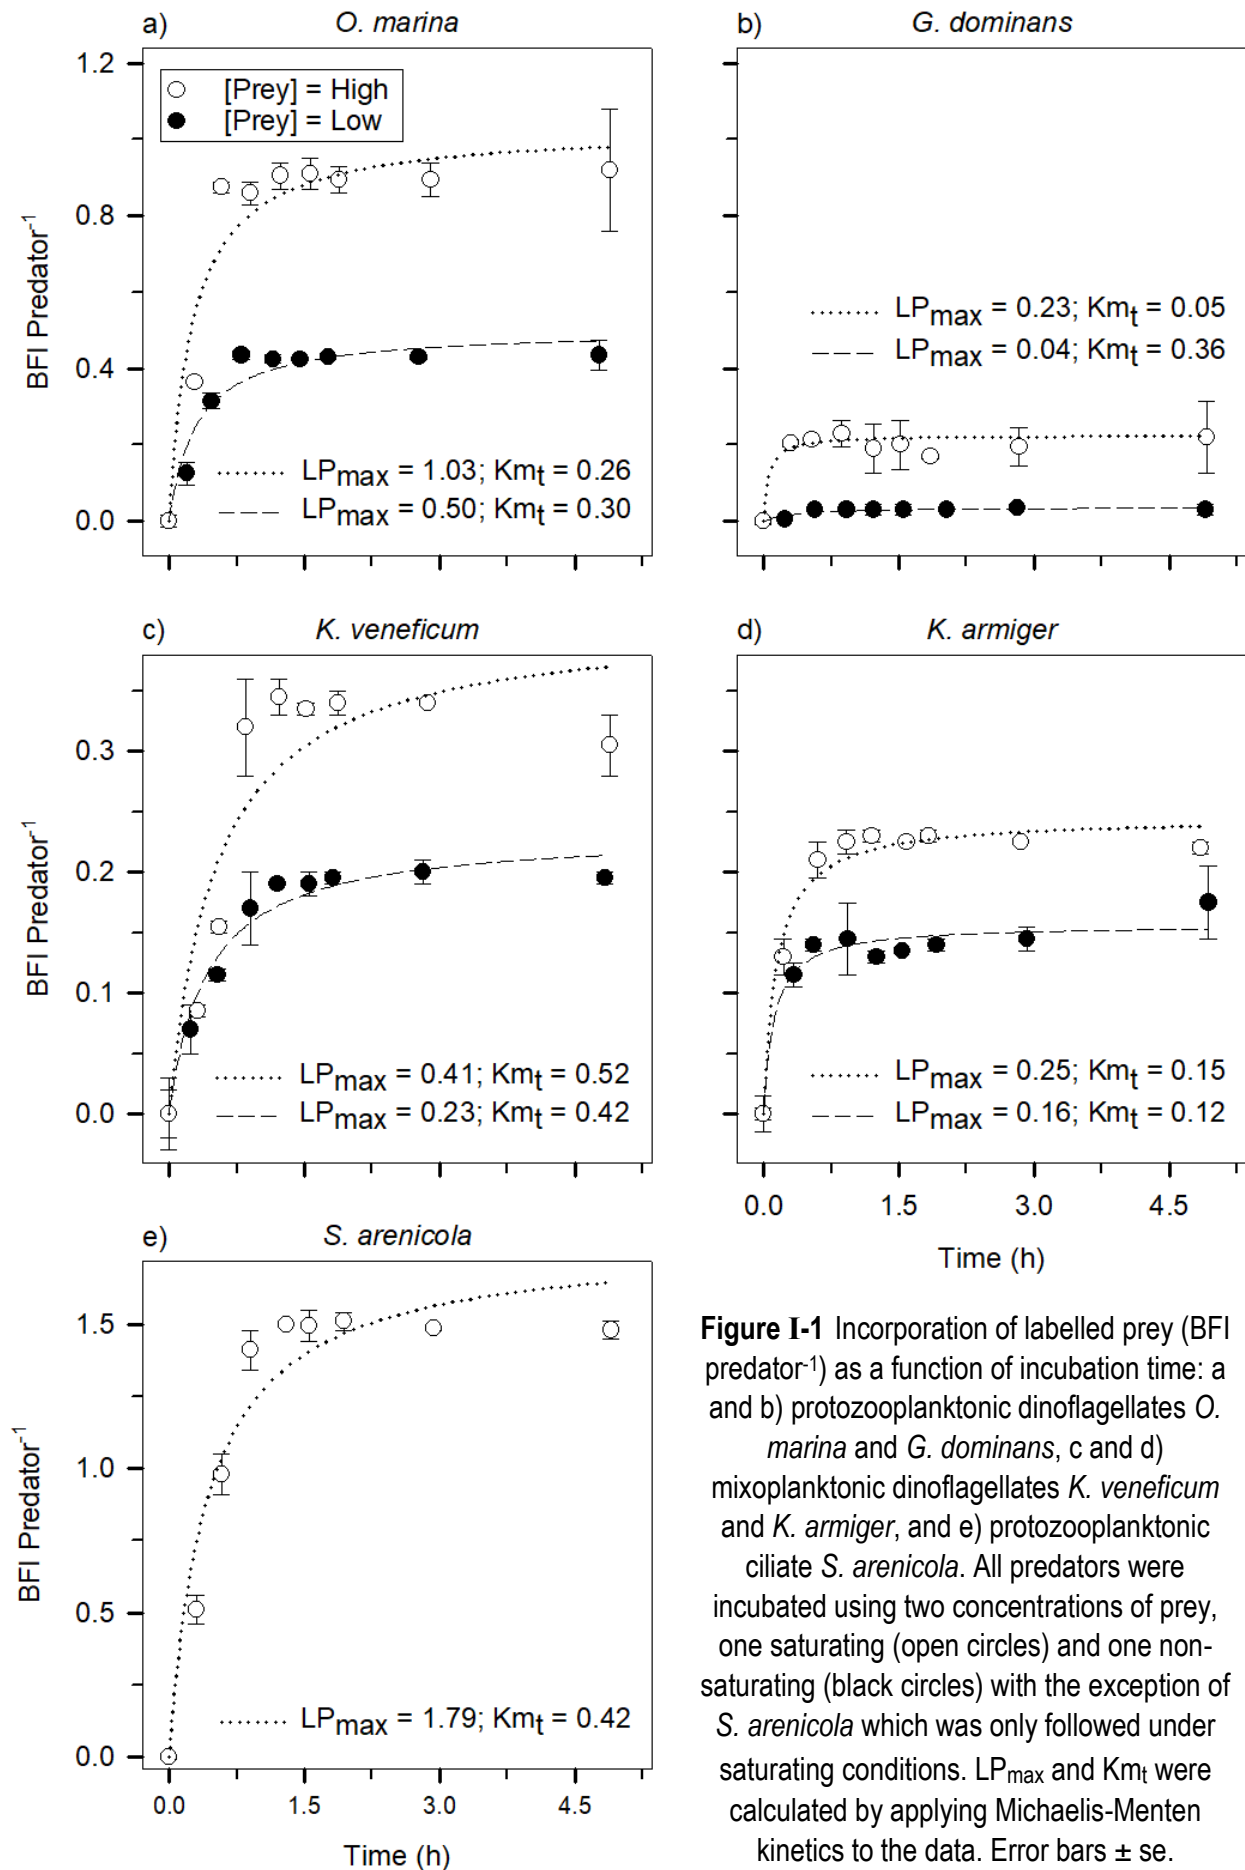 a) O. marina
b) G. dominans
1.2
[Prey] = High
[Prey] = Low
0.8
BFI Predator-1
0.4
0.0
LPmax = 1.03; Kmt = 0.26
LPmax = 0.50; Kmt = 0.30
LPmax = 0.23; Kmt = 0.05
LPmax = 0.04; Kmt = 0.36
c) K. veneficum
d) K. armiger
0.3
BFI Predator-1
0.2
0.1
0.0
LPmax = 0.41; Kmt = 0.52
LPmax = 0.23; Kmt = 0.42
LPmax = 0.25; Kmt = 0.15
LPmax = 0.16; Kmt = 0.12
0.0 1.5 3.0 4.5
Time (h)
e) S. arenicola
1.5
BFI Predator-1
1.0
0.5
0.0
LPmax = 1.79; Kmt = 0.42
0.0 1.5 3.0 4.5
Time (h)
Figure I-1 Incorporation of labelled prey (BFI
predator-1) as a function of incubation time: a
and b) protozooplanktonic dinoflagellates O.
marina and G. dominans, c and d)
mixoplanktonic dinoflagellates K. veneficum
and K. armiger, and e) protozooplanktonic
ciliate S. arenicola. All predators were
incubated using two concentrations of prey,
one saturating (open circles) and one non-
saturating (black circles) with the exception of
S. arenicola which was only followed under
saturating conditions. LPmax and Kmt were
calculated by applying Michaelis-Menten
kinetics to the data. Error bars ± se.